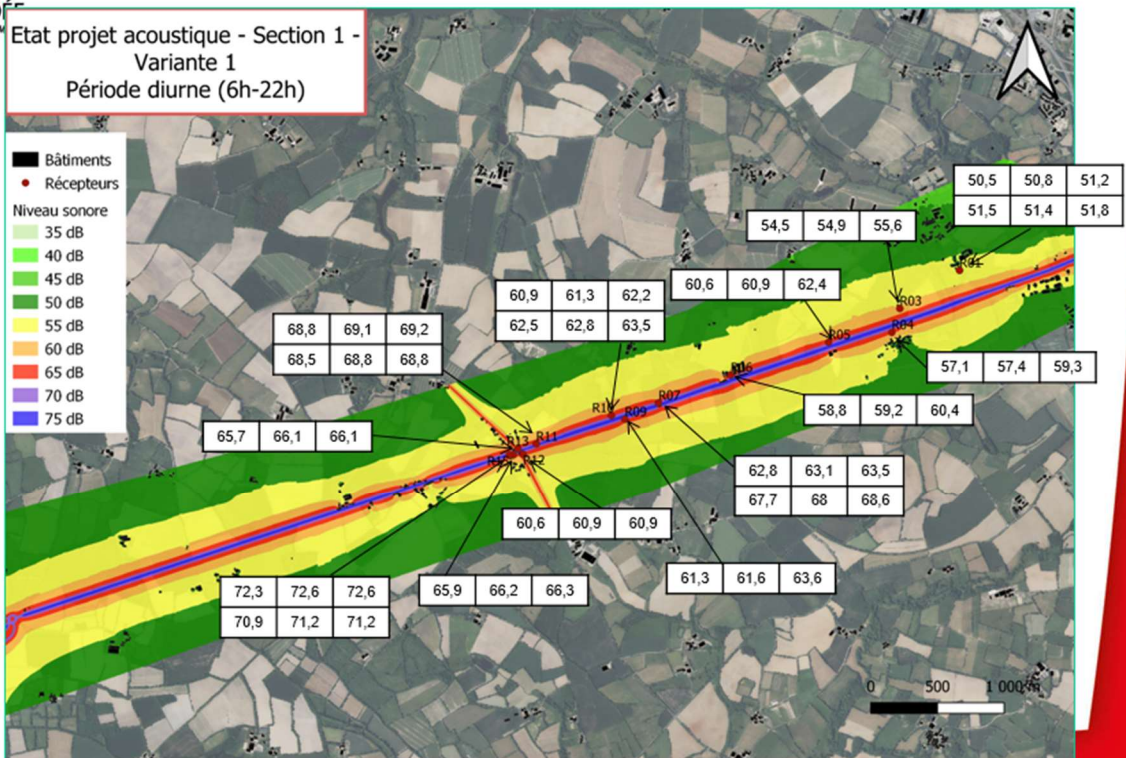 Etat projet acoustique - Section 1 -
Variante 1
Période diurne (6h-22h)
Bâtiments
Récepteurs
Niveau sonore
35 dB
40 dB
45 dB
50 dB
55 dB
60 dB
65 dB
70 dB
75 dB
50,5 50,8 51,2
51,5 51,4 51,8
54,5 54,9 55,6
60,6 60,9 62,4
60,9 61,3 62,2
62,5 62,8 63,5
68,8 69,1 69,2
68,5 68,8 68,8
65,7 66,1 66,1
R03
R04
R05
R07
R09
R11
R13
R12
57,1 57,4 59,3
58,8 59,2 60,4
62,8 63,1 63,5
67,7 68 68,6
60,6 60,9 60,9
61,3 61,6 63,6
65,9 66,2 66,3
72,3 72,6 72,6
70,9 71,2 71,2
0 500 1 000 m